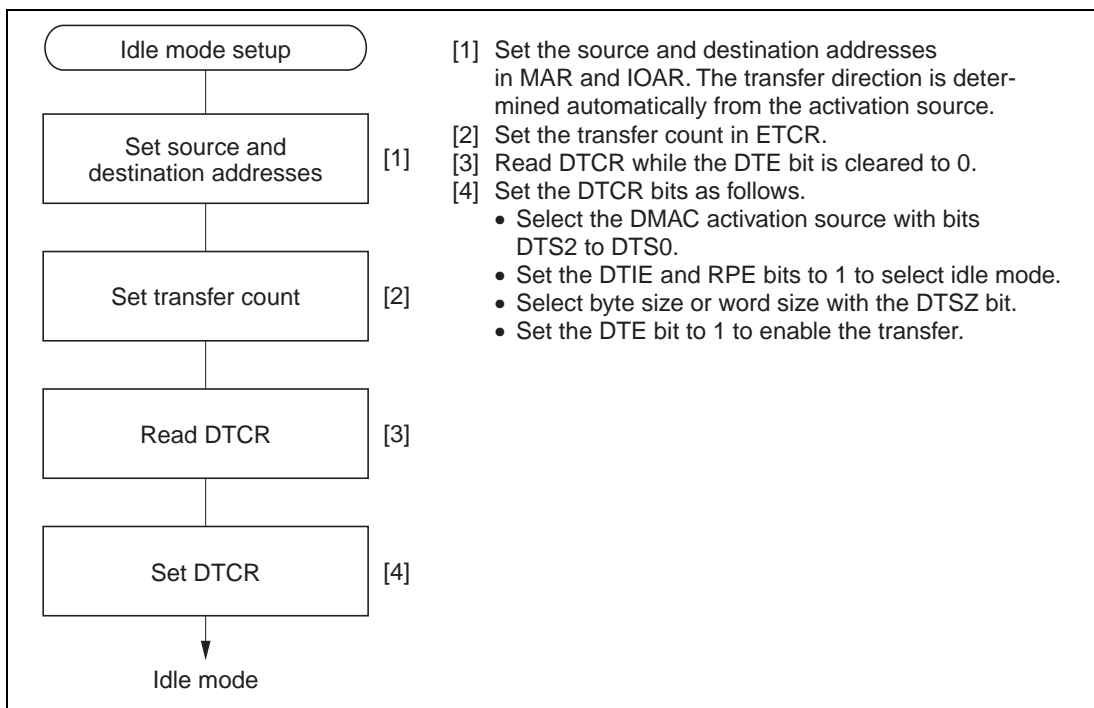 Idle mode setup
Set source and
destination addresses
[1]
Set transfer count
[2]
Read DTCR
[3]
Set DTCR
[4]
Idle mode
[1] Set the source and destination addresses
in MAR and IOAR. The transfer direction is deter-
mined automatically from the activation source.
[2] Set the transfer count in ETCR.
[3] Read DTCR while the DTE bit is cleared to 0.
[4] Set the DTCR bits as follows.
• Select the DMAC activation source with bits
DTS2 to DTS0.
• Set the DTIE and RPE bits to 1 to select idle mode.
• Select byte size or word size with the DTSZ bit.
• Set the DTE bit to 1 to enable the transfer.